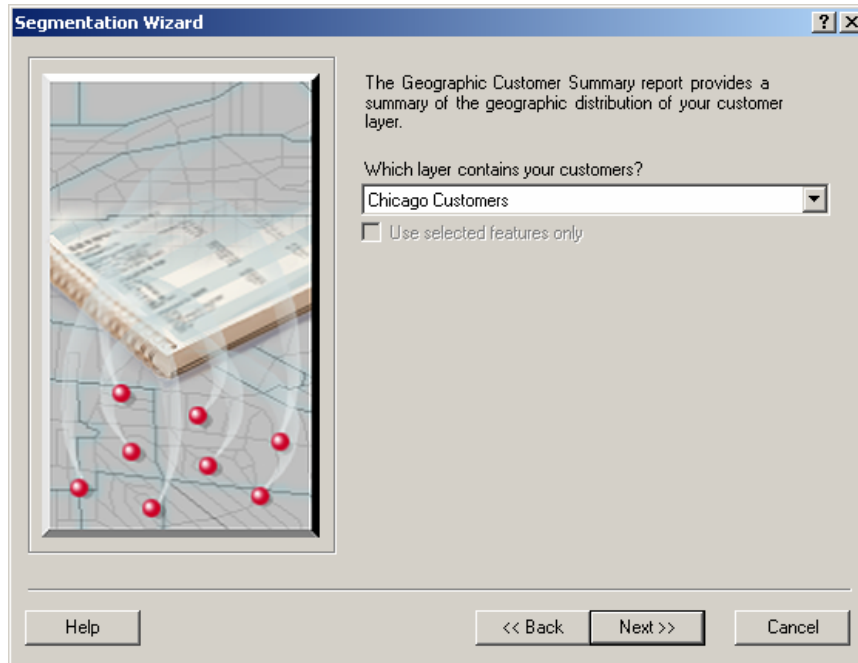 Segmentation Wizard
The Geographic Customer Summary report provides a
summary of the geographic distribution of your customer
layer.
Which layer contains your customers?
Chicago Customers
Use selected features only
Help
<< Back
Next >>
Cancel